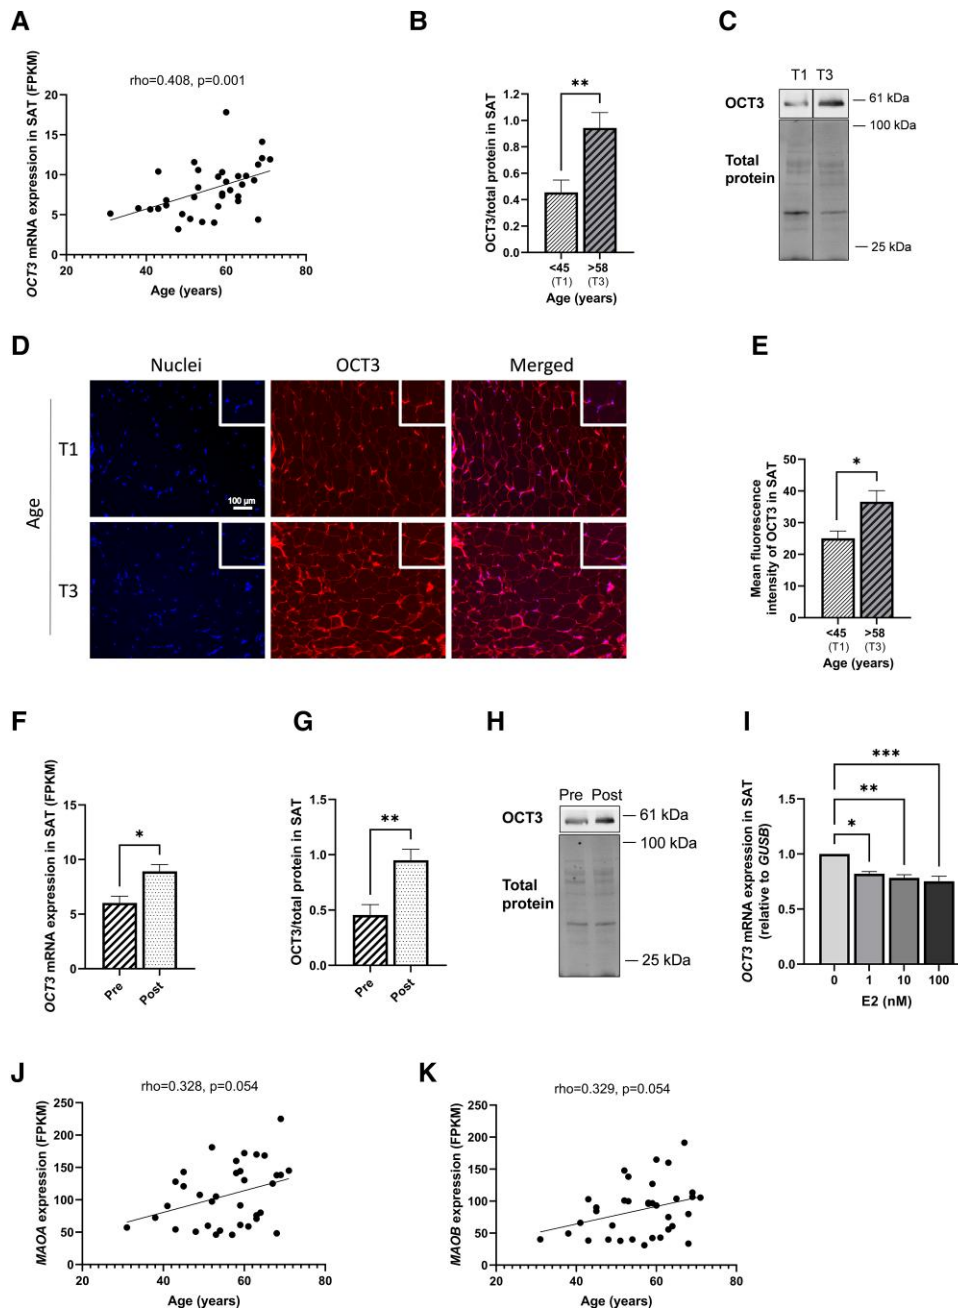 A
rho=0.408, p=0.001
OCT3 mRNA expression in SAT (FPKM)
20
15
10
5
0
20 40 60 80
Age (years)
B
**
OCT3/total protein in SAT
1.2
1.0
0.8
0.6
0.4
0.2
0.0
<45 >58
(T1) (T3)
Age (years)
C
T1 T3
OCT3
61 kDa
100 kDa
Total
protein
25 kDa
D
Nuclei OCT3 Merged
Age
T1
100 µm
T3
E
*
Mean fluorescence
intensity of OCT3 in SAT
50
40
30
20
10
0
<45 >58
(T1) (T3)
Age (years)
F
*
OCT3 mRNA expression in SAT (FPKM)
15
10
5
0
Pre Post
G
**
OCT3/total protein in SAT
1.5
1.0
0.5
0.0
Pre Post
H
Pre Post
OCT3
61 kDa
100 kDa
Total
protein
25 kDa
I
***
**
*
OCT3 mRNA expression in SAT
(relative to GUSB)
1.5
1.0
0.5
0.0
0 1 10 100
E2 (nM)
J
rho=0.328, p=0.054
MAOA expression (FPKM)
250
200
150
100
50
0
20 40 60 80
Age (years)
K
rho=0.329, p=0.054
MAOB expression (FPKM)
250
200
150
100
50
0
20 40 60 80
Age (years)